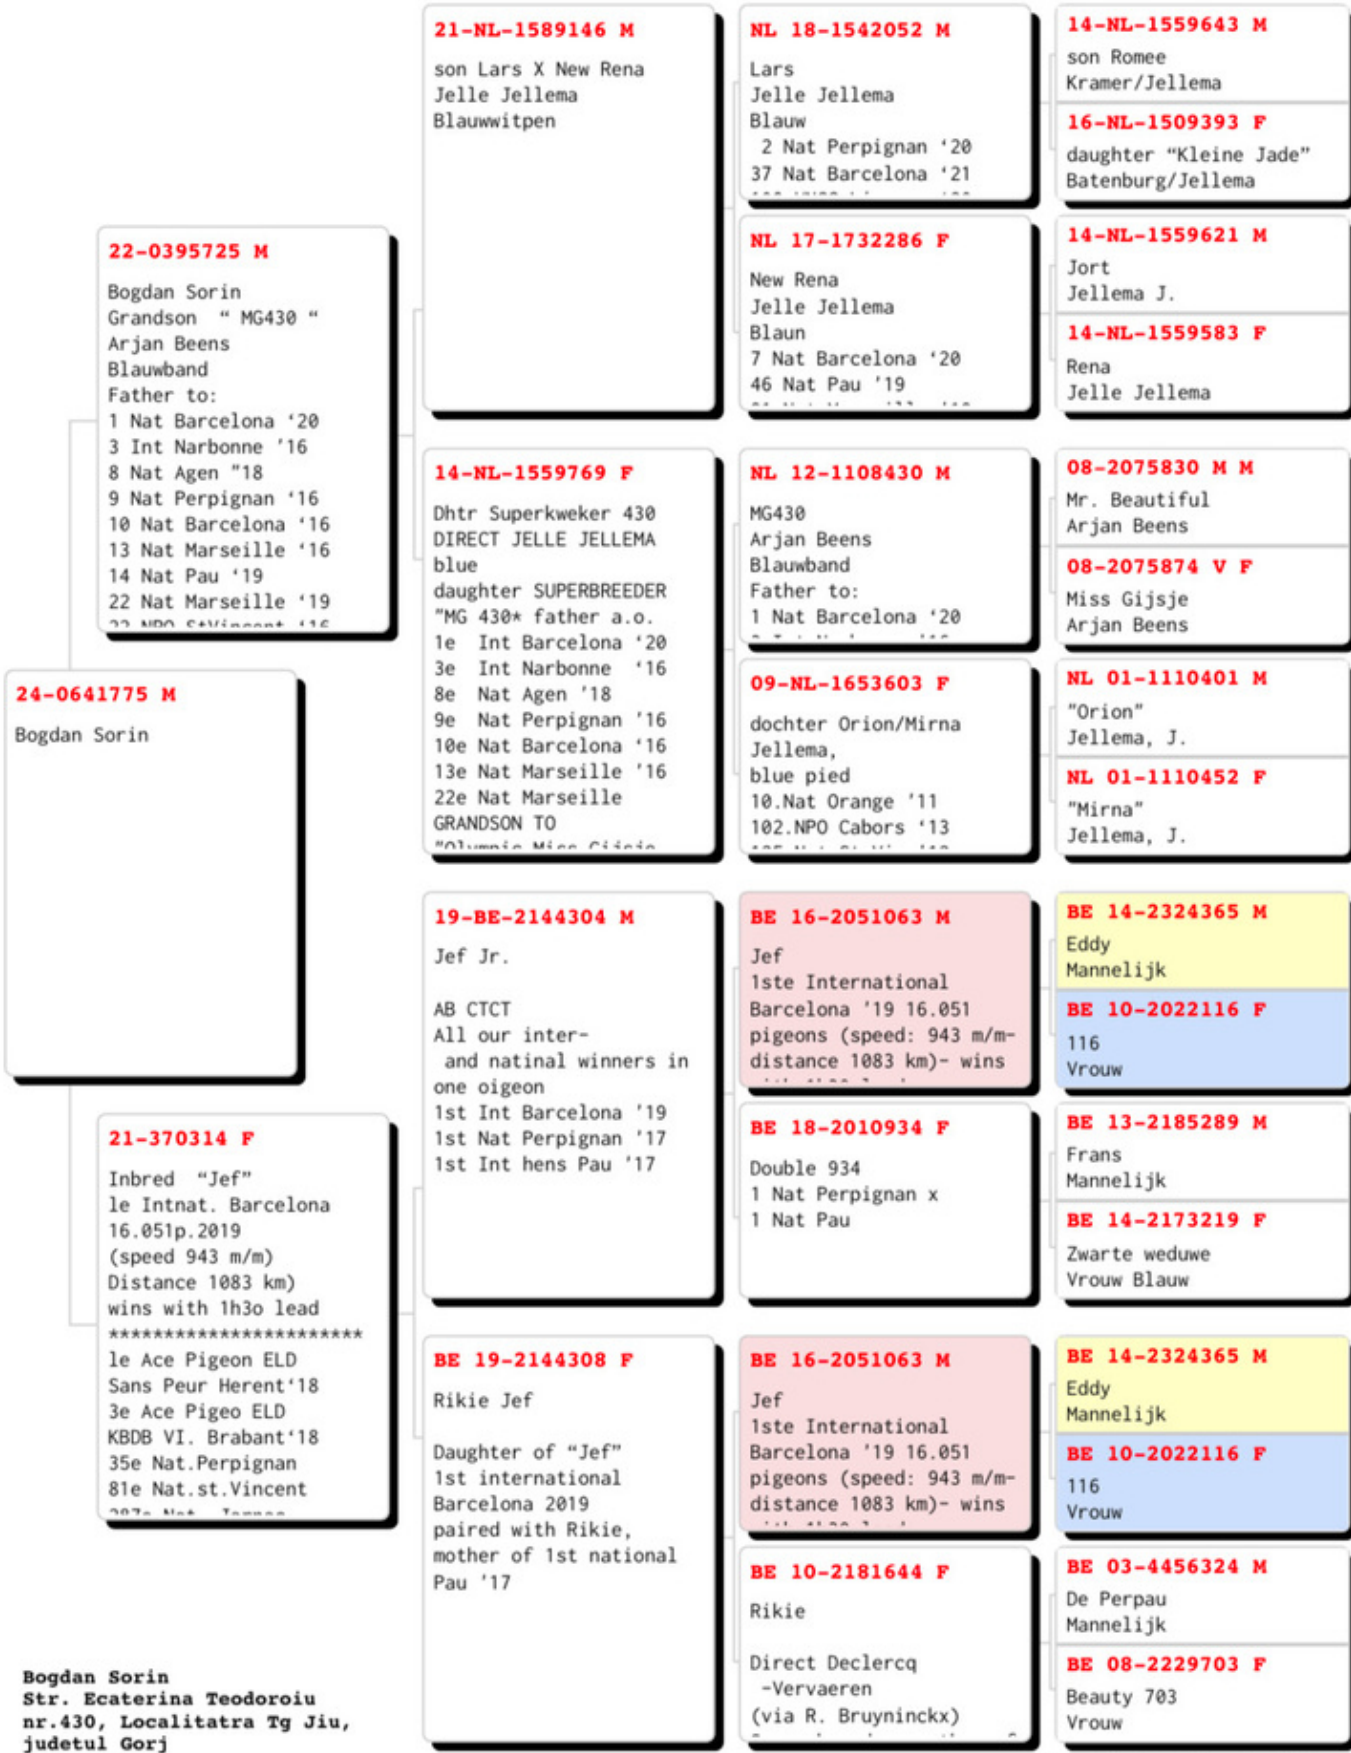 21-NL-1589146 M
son Lars X New Rena
Jelle Jellema
Blauwwitpen
NL 18-1542052 M
Lars
Jelle Jellema
Blauw
2 Nat Perpignan ‘20
37 Nat Barcelona ‘21
14-NL-1559643 M
son Romee
Kramer/Jellema
16-NL-1509393 F
daughter “Kleine Jade”
Batenburg/Jellema
NL 17-1732286 F
New Rena
Jelle Jellema
Blaun
7 Nat Barcelona ‘20
46 Nat Pau '19
14-NL-1559621 M
Jort
Jellema J.
14-NL-1559583 F
Rena
Jelle Jellema
22-0395725 M
Bogdan Sorin
Grandson “ MG430 “
Arjan Beens
Blauwband
Father to:
1 Nat Barcelona ‘20
3 Int Narbonne '16
8 Nat Agen "18
9 Nat Perpignan ‘16
10 Nat Barcelona ‘16
13 Nat Marseille ‘16
14 Nat Pau ‘19
22 Nat Marseille ‘19
22 NPO StVincent ‘16
14-NL-1559769 F
Dhtr Superkweker 430
DIRECT JELLE JELLEMA
blue
daughter SUPERBREEDER
"MG 430* father a.o.
1e Int Barcelona ‘20
3e Int Narbonne ‘16
8e Nat Agen '18
9e Nat Perpignan '16
10e Nat Barcelona ‘16
13e Nat Marseille '16
22e Nat Marseille
GRANDSON TO
"Olympic Miss Gijsje
NL 12-1108430 M
MG430
Arjan Beens
Blauwband
Father to:
1 Nat Barcelona ‘20
08-2075830 M M
Mr. Beautiful
Arjan Beens
08-2075874 V F
Miss Gijsje
Arjan Beens
09-NL-1653603 F
dochter Orion/Mirna
Jellema,
blue pied
10.Nat Orange '11
102.NPO Cabors ‘13
NL 01-1110401 M
"Orion"
Jellema, J.
NL 01-1110452 F
"Mirna"
Jellema, J.
24-0641775 M
Bogdan Sorin
19-BE-2144304 M
Jef Jr.
AB CTCT
All our inter-
and natinal winners in
one oigeon
1st Int Barcelona '19
1st Nat Perpignan '17
1st Int hens Pau '17
BE 16-2051063 M
Jef
1ste International
Barcelona '19 16.051
pigeons (speed: 943 m/m-
distance 1083 km)- wins
BE 14-2324365 M
Eddy
Mannelijk
BE 10-2022116 F
116
Vrouw
BE 18-2010934 F
Double 934
1 Nat Perpignan x
1 Nat Pau
BE 13-2185289 M
Frans
Mannelijk
BE 14-2173219 F
Zwarte weduwe
Vrouw Blauw
21-370314 F
Inbred “Jef”
le Intnat. Barcelona
16.051p.2019
(speed 943 m/m)
Distance 1083 km)
wins with 1h3o lead
***********************
le Ace Pigeon ELD
Sans Peur Herent‘18
3e Ace Pigeo ELD
KBDB VI. Brabant‘18
35e Nat.Perpignan
81e Nat.st.Vincent
BE 19-2144308 F
Rikie Jef
Daughter of “Jef”
1st international
Barcelona 2019
paired with Rikie,
mother of 1st national
Pau '17
BE 16-2051063 M
Jef
1ste International
Barcelona '19 16.051
pigeons (speed: 943 m/m-
distance 1083 km)- wins
BE 14-2324365 M
Eddy
Mannelijk
BE 10-2022116 F
116
Vrouw
BE 10-2181644 F
Rikie
Direct Declercq
-Vervaeren
(via R. Bruyninckx)
BE 03-4456324 M
De Perpau
Mannelijk
BE 08-2229703 F
Beauty 703
Vrouw
Bogdan Sorin
Str. Ecaterina Teodoroiu
nr.430, Localitatra Tg Jiu,
judetul Gorj